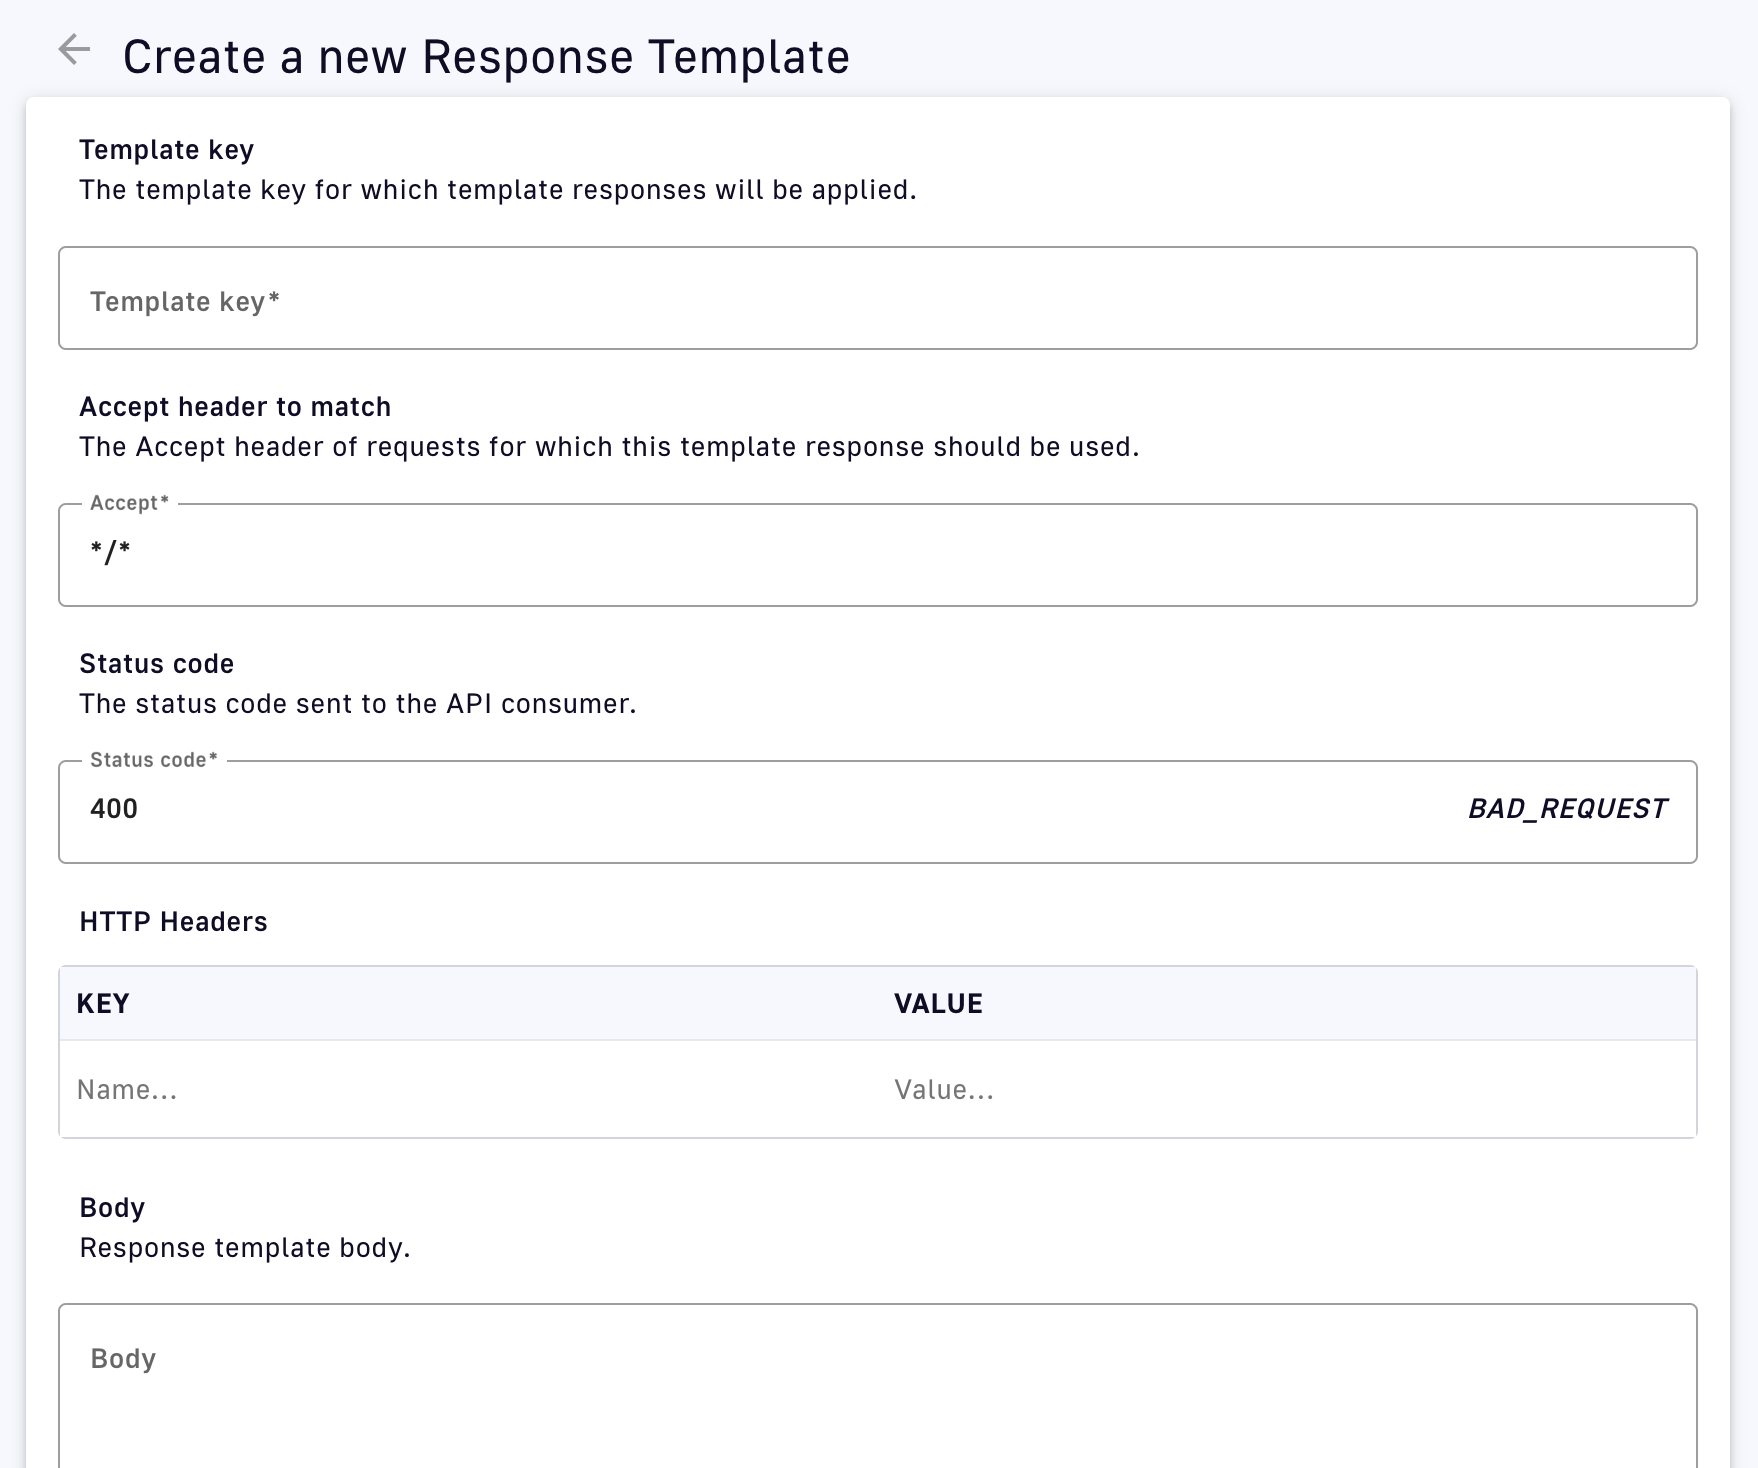 Create a new Response Template
Template key
The template key for which template responses will be applied.
Template key*
Accept header to match
The Accept header of requests for which this template response should be used.
Accept*
*/*
Status code
The status code sent to the API consumer.
Status code*
400 BAD_REQUEST
HTTP Headers
KEY VALUE
Name... Value...
Body
Response template body.
Body